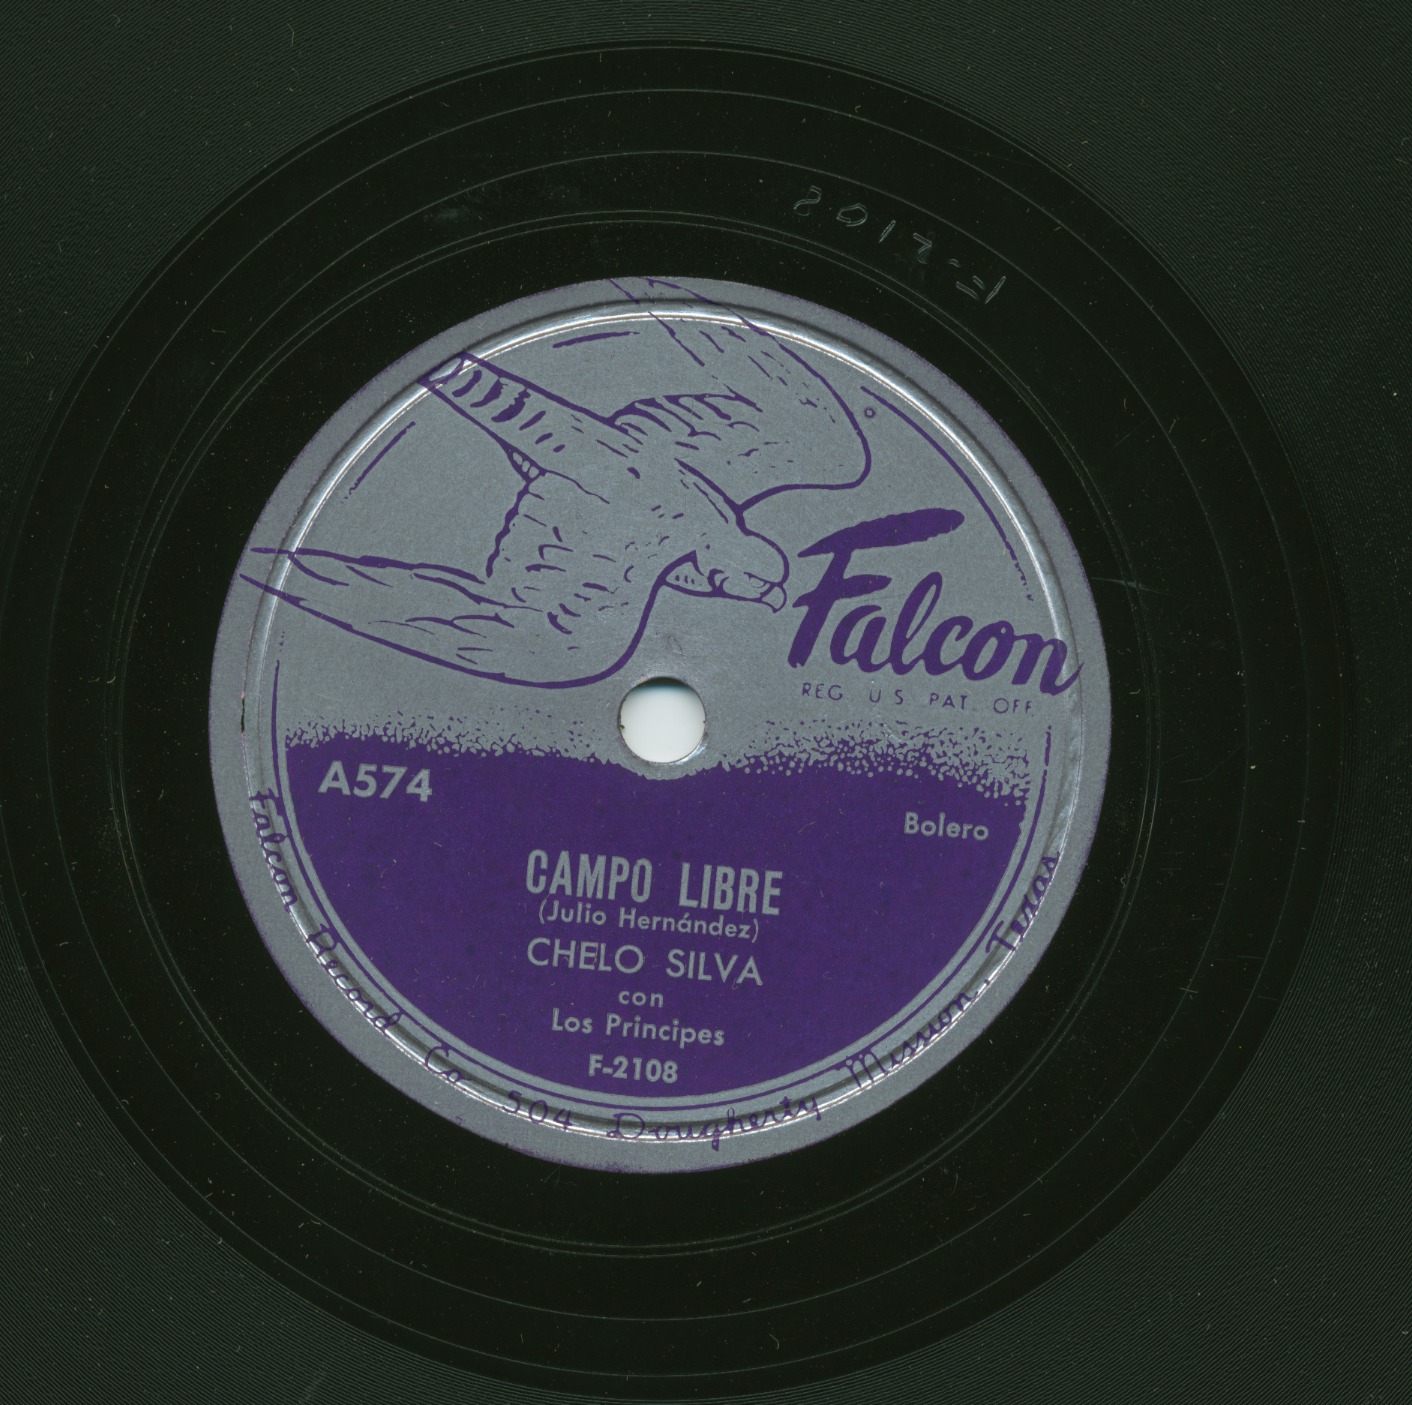 F-2108
Falcon
REG. U.S. PAT. OFF.
A574
Bolero
CAMPO LIBRE
(Julio Hernández)
CHELO SILVA
con
Los Principes
F-2108
Falcon Record Co. 504 Dougherty Mission, Texas